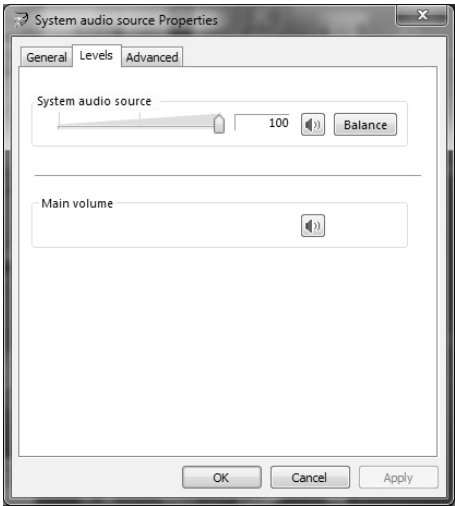 System audio source Properties
General Levels Advanced
System audio source
100 Balance
Main volume
OK Cancel Apply